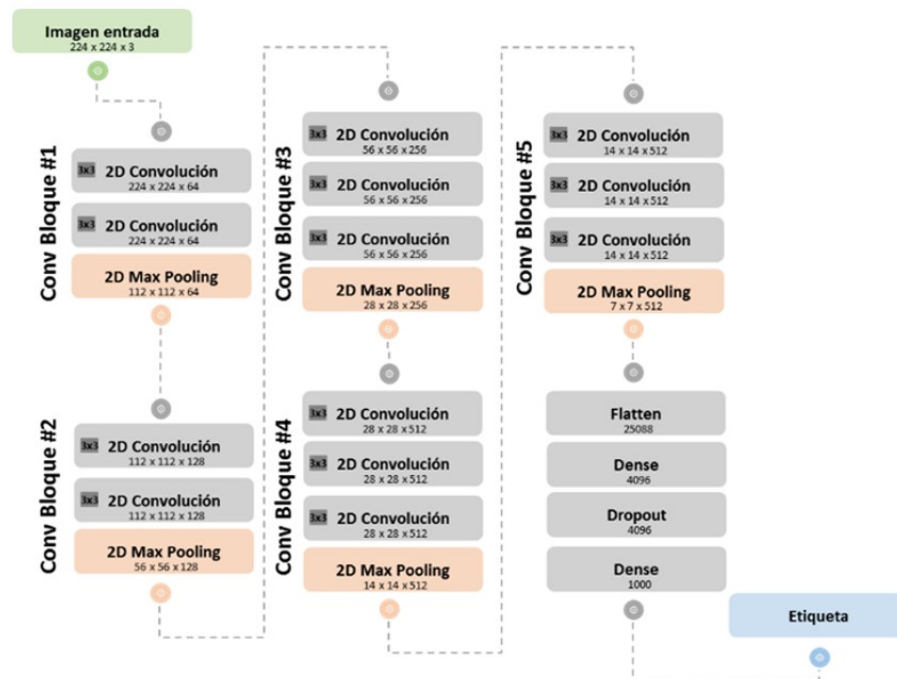 Imagen entrada
224 x 224 x 3
Conv Bloque #1
3x3 2D Convolución
224 x 224 x 64
3x3 2D Convolución
224 x 224 x 64
2D Max Pooling
112 x 112 x 64
Conv Bloque #2
3x3 2D Convolución
112 x 112 x 128
3x3 2D Convolución
112 x 112 x 128
2D Max Pooling
56 x 56 x 128
Conv Bloque #3
3x3 2D Convolución
56 x 56 x 256
3x3 2D Convolución
56 x 56 x 256
3x3 2D Convolución
56 x 56 x 256
2D Max Pooling
28 x 28 x 256
Conv Bloque #4
3x3 2D Convolución
28 x 28 x 512
3x3 2D Convolución
28 x 28 x 512
3x3 2D Convolución
28 x 28 x 512
2D Max Pooling
14 x 14 x 512
Conv Bloque #5
3x3 2D Convolución
14 x 14 x 512
3x3 2D Convolución
14 x 14 x 512
3x3 2D Convolución
14 x 14 x 512
2D Max Pooling
7 x 7 x 512
Flatten
25088
Dense
4096
Dropout
4096
Dense
1000
Etiqueta